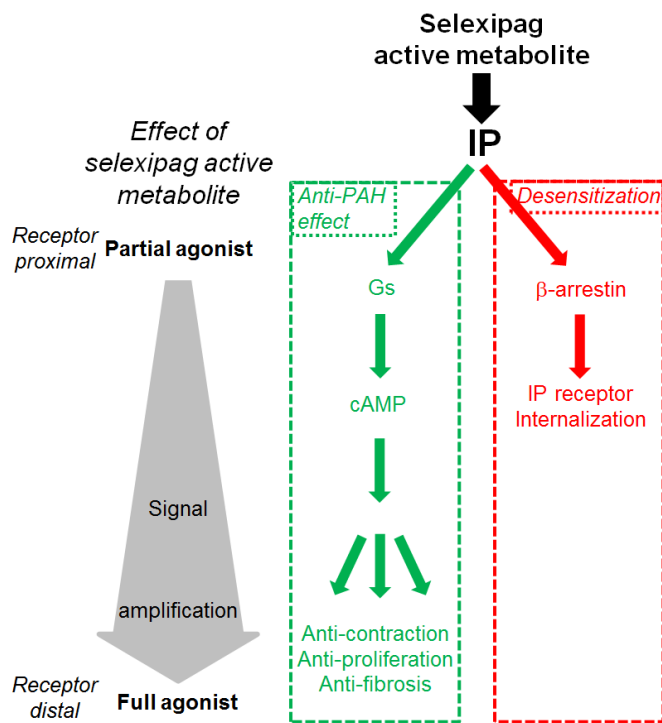 Selexipag
active metabolite
IP
Effect of
selexipag active
metabolite
Receptor
proximal
Partial agonist
Signal
amplification
Receptor
distal
Full agonist
Anti-PAH
effect
Gs
cAMP
Anti-contraction
Anti-proliferation
Anti-fibrosis
Desensitization
β-arrestin
IP receptor
Internalization